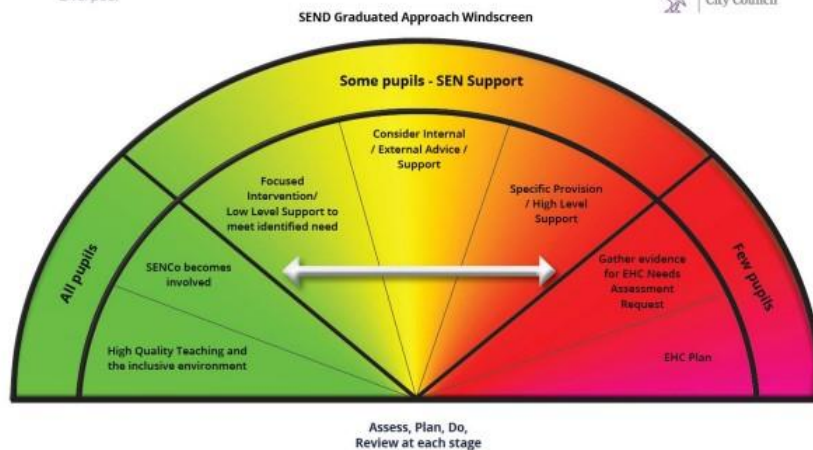 SEND Graduated Approach Windscreen
City Council
Some pupils - SEN Support
Consider Internal
/ External Advice /
Support
Focused
Intervention/
Low Level Support to
meet identified need
Specific Provision
/ High Level
Support
All pupils
SENCo becomes
involved
Gather evidence
for EHC Needs
Assessment
Request
Few pupils
High Quality Teaching and
the inclusive environment
EHC Plan
Assess, Plan, Do,
Review at each stage